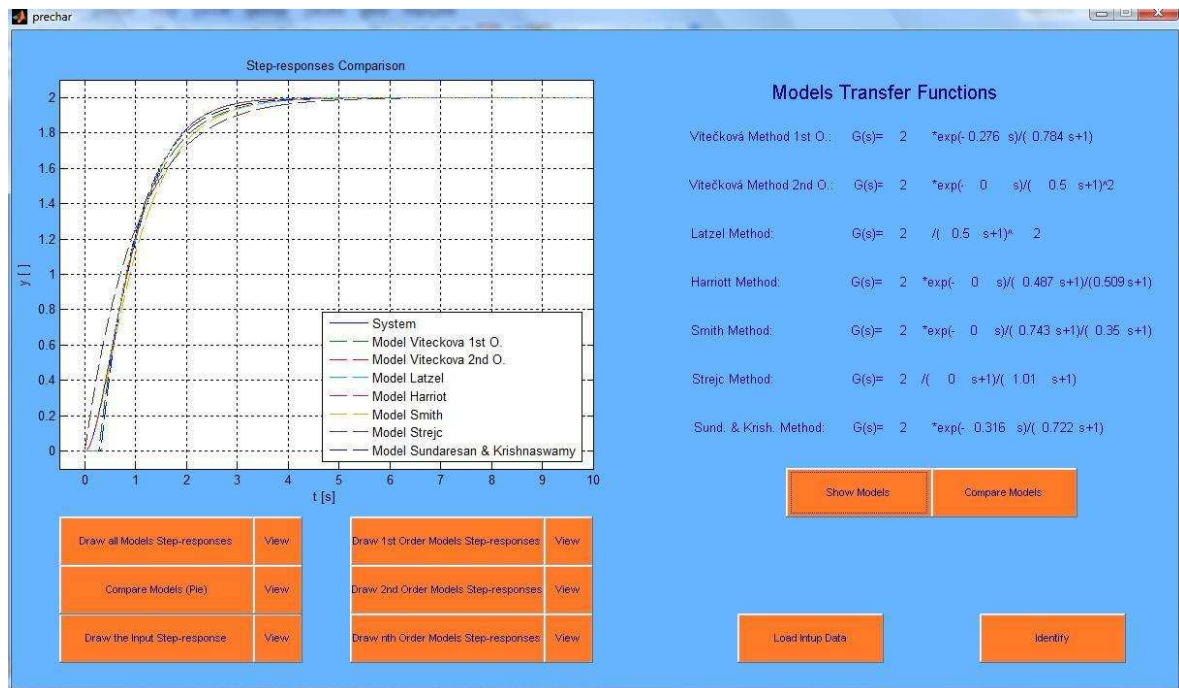 prechar
Step-responses Comparison
2
1.8
1.6
1.4
1.2
1
0.8
0.6
0.4
0.2
0
y [ ]
System
Model Viteckova 1st O.
Model Viteckova 2nd O.
Model Latzel
Model Harriot
Model Smith
Model Strejc
Model Sundaresan & Krishnaswamy
0 1 2 3 4 5 6 7 8 9 10
t [s]
Models Transfer Functions
Vítečková Method 1st O.: G(s)= 2 *exp(- 0.276 s)/( 0.784 s+1)
Vítečková Method 2nd O.: G(s)= 2 *exp(- 0 s)/( 0.5 s+1)^2
Latzel Method: G(s)= 2 /( 0.5 s+1)^ 2
Harriott Method: G(s)= 2 *exp(- 0 s)/( 0.487 s+1)/(0.509 s+1)
Smith Method: G(s)= 2 *exp(- 0 s)/( 0.743 s+1)/( 0.35 s+1)
Strejc Method: G(s)= 2 /( 0 s+1)/( 1.01 s+1)
Sund. & Krish. Method: G(s)= 2 *exp(- 0.316 s)/( 0.722 s+1)
Show Models
Compare Models
Draw all Models Step-responses
View
Draw 1st Order Models Step-responses
View
Compare Models (Pie)
View
Draw 2nd Order Models Step-responses
View
Draw the Input Step-response
View
Draw nth Order Models Step-responses
View
Load Intup Data
Identify